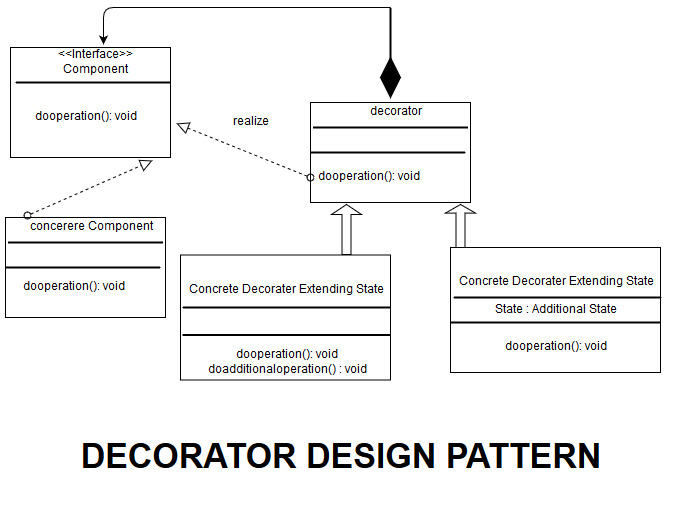 <<Interface>>
Component
dooperation(): void
decorator
dooperation(): void
realize
concerere Component
dooperation(): void
Concrete Decorater Extending State
dooperation(): void
doadditionaloperation() : void
Concrete Decorater Extending State
State : Additional State
dooperation(): void
DECORATOR DESIGN PATTERN